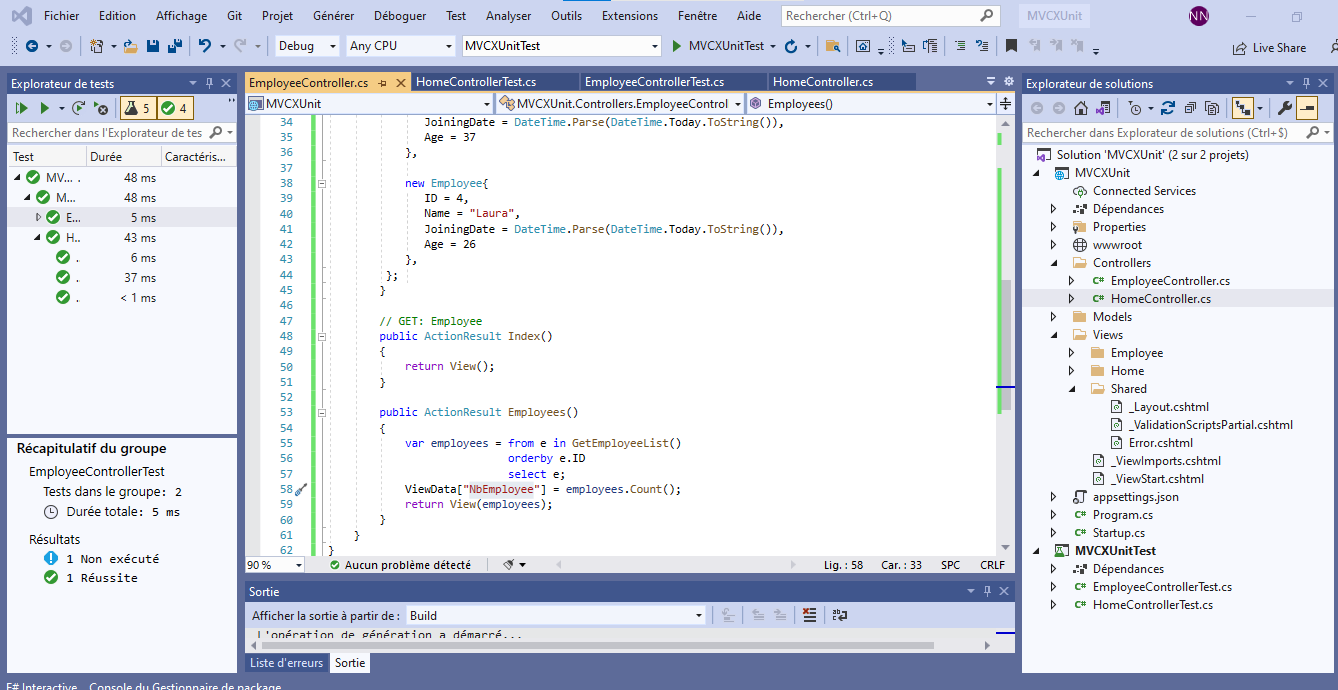 Fichier Edition Affichage Git Projet Générer Déboguer Test Analyser Outils Extensions Fenêtre Aide Rechercher (Ctrl+Q) MVCXUnit NN
Debug Any CPU MVCXUnitTest MVCXUnitTest Live Share
Explorateur de tests
5 4
Rechercher dans l'Explorateur de tes
Test Durée Caractéris...
MV... . 48 ms
M... 48 ms
E... 5 ms
H.. 43 ms
. 6 ms
. 37 ms
. < 1 ms
Récapitulatif du groupe
EmployeeControllerTest
Tests dans le groupe: 2
Durée totale: 5 ms
Résultats
1 Non exécuté
1 Réussite
EmployeeController.cs HomeControllerTest.cs EmployeeControllerTest.cs HomeController.cs
MVCXUnit MVCXUnit.Controllers.EmployeeControl Employees()
34 JoiningDate = DateTime.Parse(DateTime.Today.ToString()),
35 Age = 37
36 },
37
38 new Employee{
39 ID = 4,
40 Name = "Laura",
41 JoiningDate = DateTime.Parse(DateTime.Today.ToString()),
42 Age = 26
43 },
44 };
45 }
46
47 // GET: Employee
48 public ActionResult Index()
49 {
50 return View();
51 }
52
53 public ActionResult Employees()
54 {
55 var employees = from e in GetEmployeeList()
56 orderby e.ID
57 select e;
58 ViewData["NbEmployee"] = employees.Count();
59 return View(employees);
60 }
61 }
62 }
90 % Aucun problème détecté Lig. : 58 Car. : 33 SPC CRLF
Sortie
Afficher la sortie à partir de : Build
L'opération de génération a démarré...
Liste d'erreurs Sortie
Explorateur de solutions
Rechercher dans Explorateur de solutions (Ctrl+$)
Solution 'MVCXUnit' (2 sur 2 projets)
MVCXUnit
Connected Services
Dépendances
Properties
wwwroot
Controllers
C# EmployeeController.cs
C# HomeController.cs
Models
Views
Employee
Home
Shared
_Layout.cshtml
_ValidationScriptsPartial.cshtml
Error.cshtml
_ViewImports.cshtml
_ViewStart.cshtml
appsettings.json
C# Program.cs
C# Startup.cs
MVCXUnitTest
Dépendances
C# EmployeeControllerTest.cs
C# HomeControllerTest.cs
F# Interactive Console du Gestionnaire de package